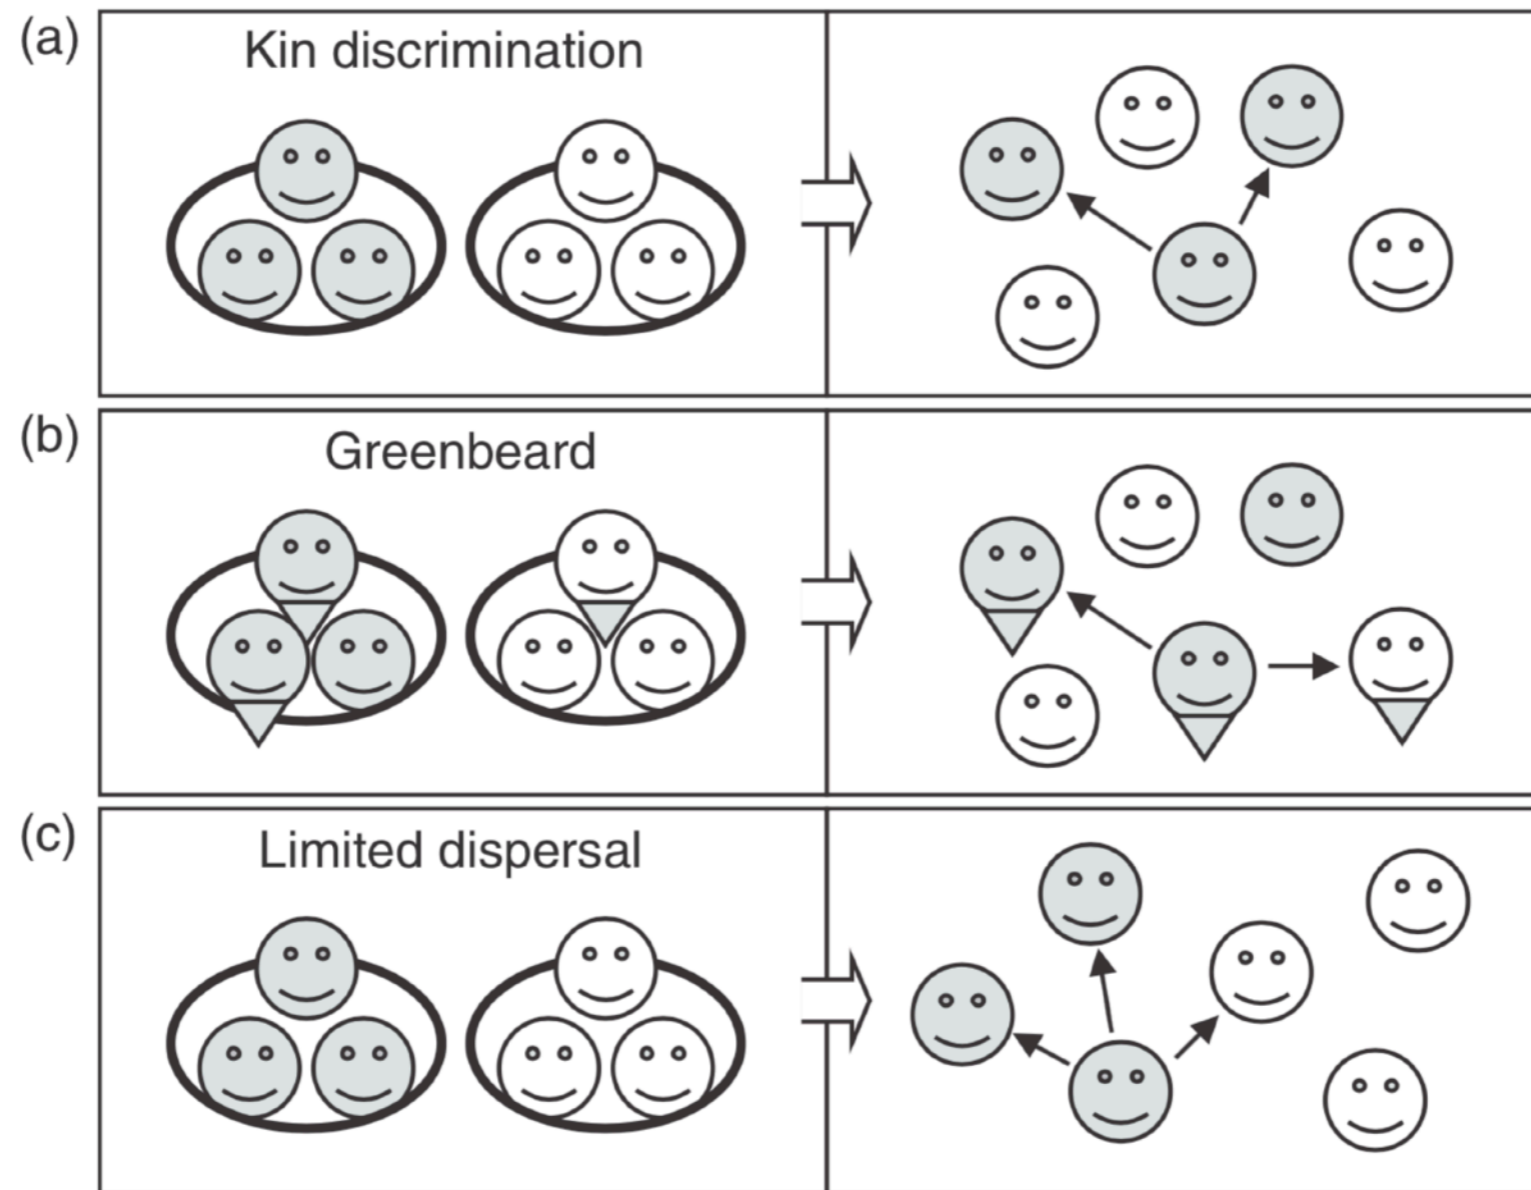 (a)
Kin discrimination
(b)
Greenbeard
(c)
Limited dispersal